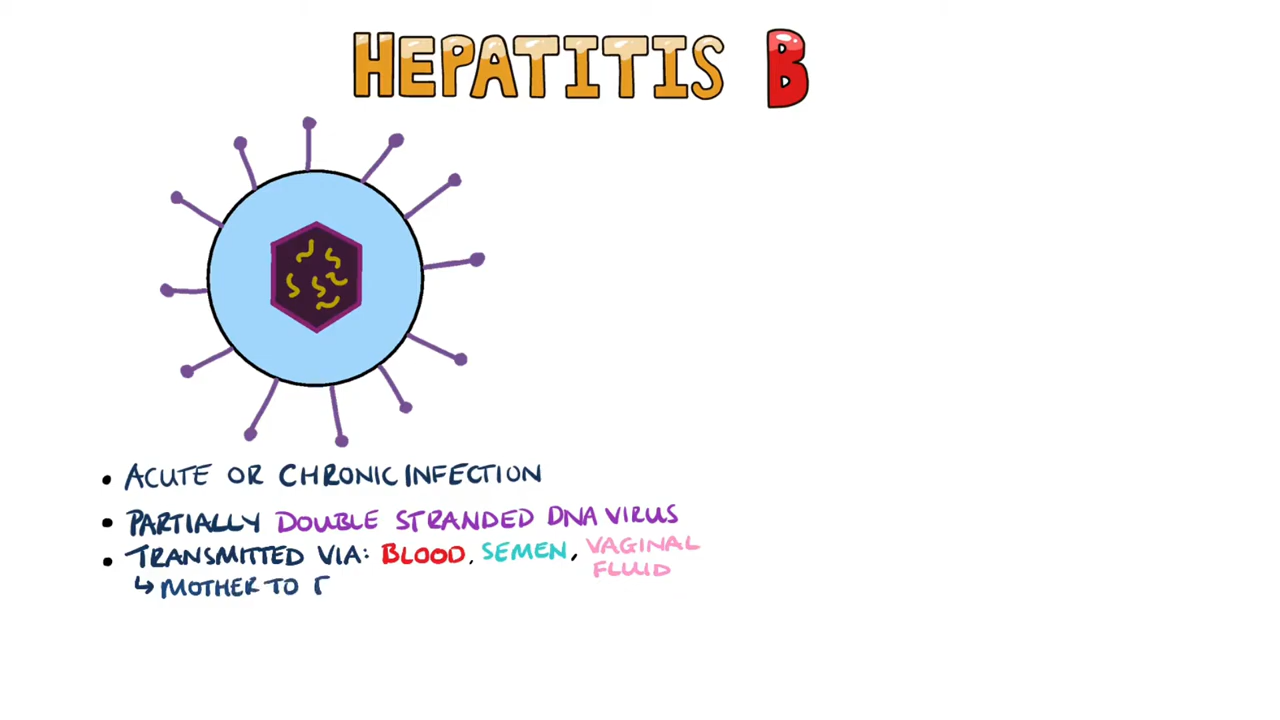 HEPATITIS B
• ACUTE OR CHRONIC INFECTION
• PARTIALLY DOUBLE STRANDED DNA VIRUS
• TRANSMITTED VIA: BLOOD, SEMEN, VAGINAL
FLUID
↳ MOTHER TO